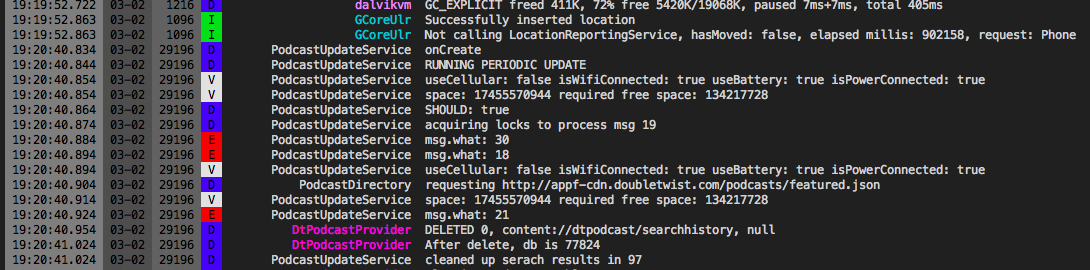 19:19:52.722 03-02 1216 D dalvikvm GC_EXPLICIT freed 411K, 72% free 5420K/19068K, paused 7ms+7ms, total 405ms
19:19:52.863 03-02 1096 I GCoreUlr Successfully inserted location
19:19:52.863 03-02 1096 I GCoreUlr Not calling LocationReportingService, hasMoved: false, elapsed millis: 902158, request: Phone
19:20:40.834 03-02 29196 D PodcastUpdateService onCreate
19:20:40.844 03-02 29196 D PodcastUpdateService RUNNING PERIODIC UPDATE
19:20:40.854 03-02 29196 V PodcastUpdateService useCellular: false isWifiConnected: true useBattery: true isPowerConnected: true
19:20:40.854 03-02 29196 V PodcastUpdateService space: 17455570944 required free space: 134217728
19:20:40.864 03-02 29196 D PodcastUpdateService SHOULD: true
19:20:40.874 03-02 29196 D PodcastUpdateService acquiring locks to process msg 19
19:20:40.884 03-02 29196 E PodcastUpdateService msg.what: 30
19:20:40.894 03-02 29196 E PodcastUpdateService msg.what: 18
19:20:40.894 03-02 29196 V PodcastUpdateService useCellular: false isWifiConnected: true useBattery: true isPowerConnected: true
19:20:40.904 03-02 29196 D PodcastDirectory requesting http://appf-cdn.doubletwist.com/podcasts/featured.json
19:20:40.914 03-02 29196 V PodcastUpdateService space: 17455570944 required free space: 134217728
19:20:40.924 03-02 29196 E PodcastUpdateService msg.what: 21
19:20:40.954 03-02 29196 D DtPodcastProvider DELETED 0, content://dtpodcast/searchhistory, null
19:20:41.024 03-02 29196 D DtPodcastProvider After delete, db is 77824
19:20:41.024 03-02 29196 D PodcastUpdateService cleaned up serach results in 97